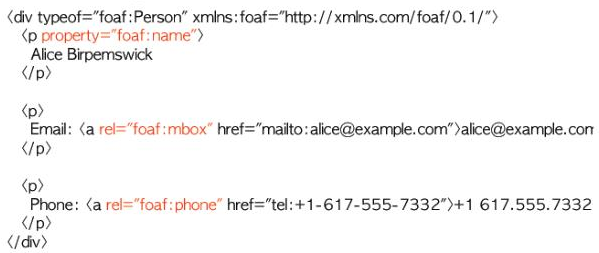 <div typeof="foaf:Person" xmlns:foaf="http://xmlns.com/foaf/0.1/">
<p property="foaf:name">
Alice Birpemswick
</p>
<p>
Email: <a rel="foaf:mbox" href="mailto:alice@example.com">alice@example.com
</p>
<p>
Phone: <a rel="foaf:phone" href="tel:+1-617-555-7332">+1 617.555.7332
</p>
</div>